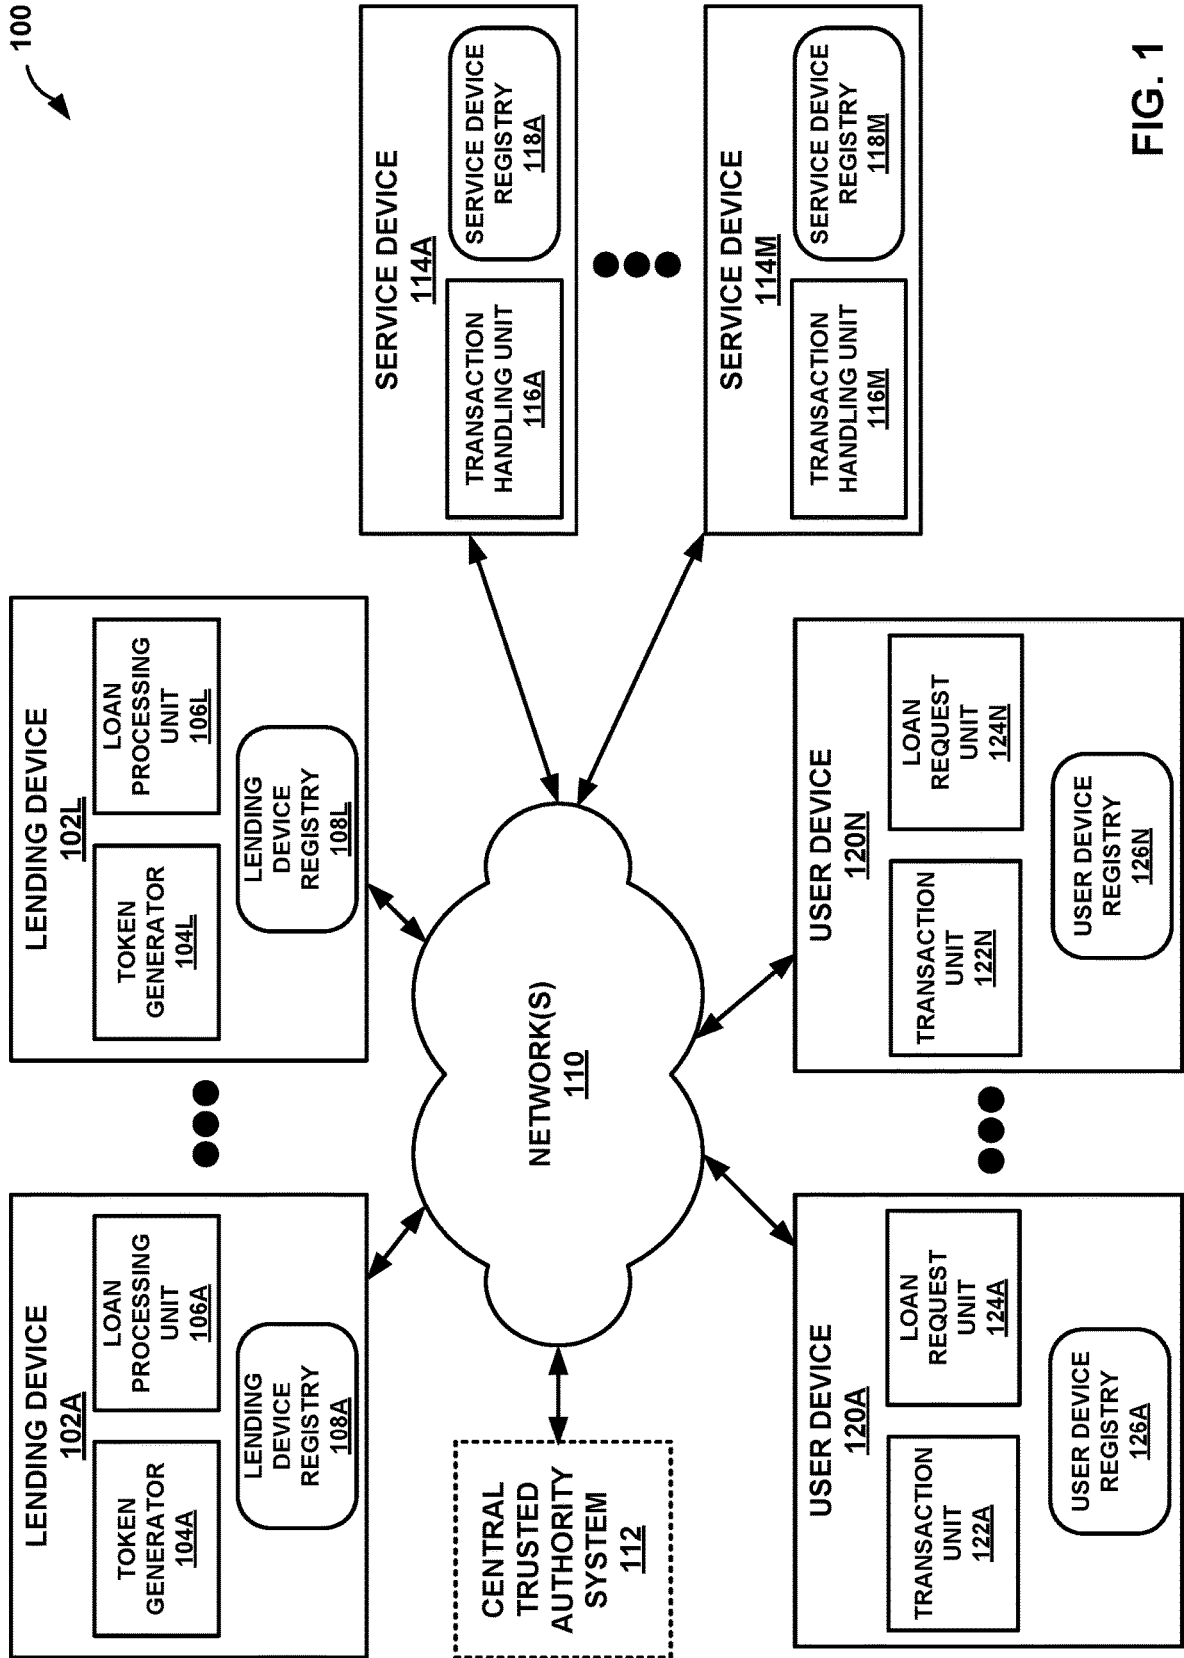 100
LENDING DEVICE
102A
TOKEN
GENERATOR
104A
LOAN
PROCESSING
UNIT
106A
LENDING
DEVICE
REGISTRY
108A
LENDING DEVICE
102L
TOKEN
GENERATOR
104L
LOAN
PROCESSING
UNIT
106L
LENDING
DEVICE
REGISTRY
108L
CENTRAL
TRUSTED
AUTHORITY
SYSTEM
112
NETWORK(S)
110
SERVICE DEVICE
114A
TRANSACTION
HANDLING UNIT
116A
SERVICE DEVICE
REGISTRY
118A
SERVICE DEVICE
114M
TRANSACTION
HANDLING UNIT
116M
SERVICE DEVICE
REGISTRY
118M
USER DEVICE
120A
TRANSACTION
UNIT
122A
LOAN
REQUEST
UNIT
124A
USER DEVICE
REGISTRY
126A
USER DEVICE
120N
TRANSACTION
UNIT
122N
LOAN
REQUEST
UNIT
124N
USER DEVICE
REGISTRY
126N
FIG. 1